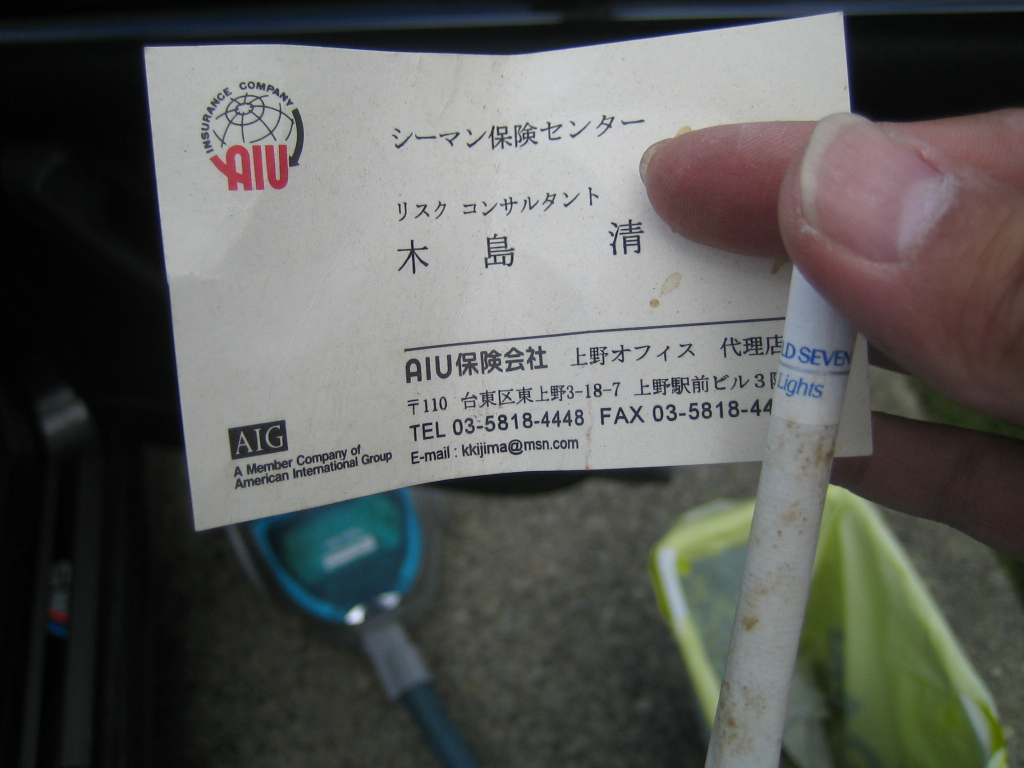 INSURANCE COMPANY
AIU
シーマン保険センター
リスク コンサルタント
木 島 清
AIU保険会社 上野オフィス 代理店
〒110 台東区東上野3-18-7 上野駅前ビル3
TEL 03-5818-4448 FAX 03-5818-44
E-mail : kkijima@msn.com
AIG
A Member Company of
American International Group
LD SEVEN
Lights